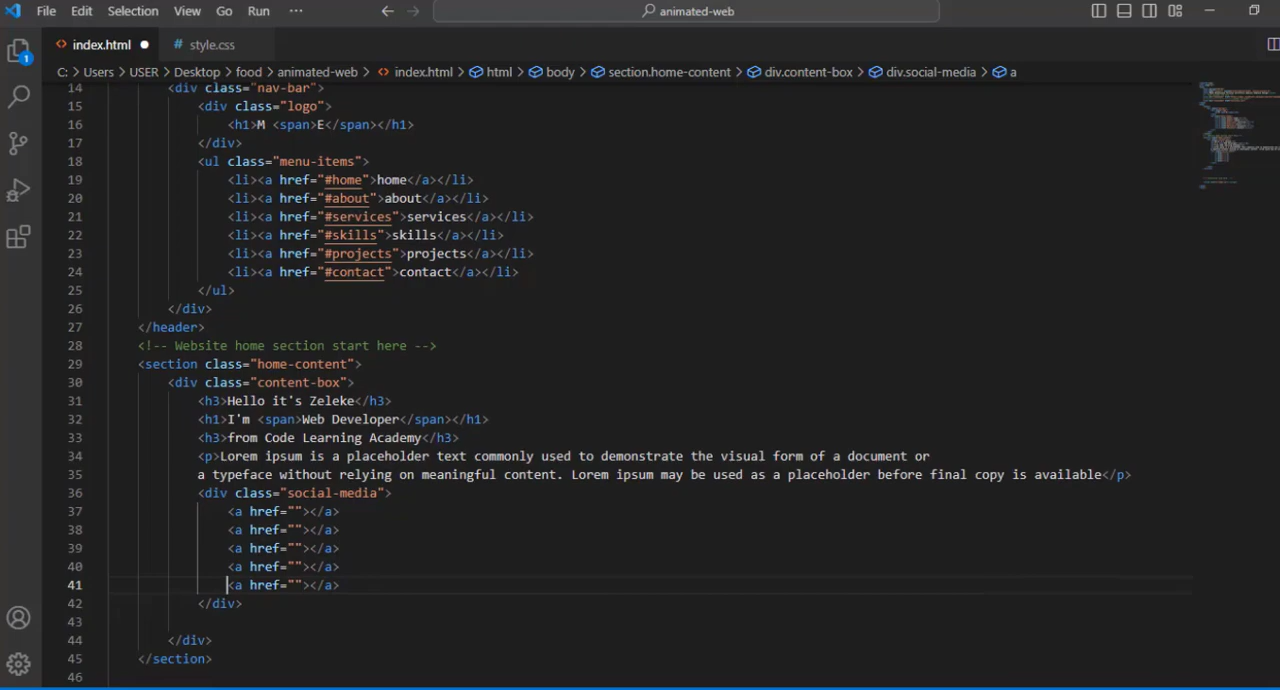 File Edit Selection View Go Run ··· animated-web
index.html style.css
C: > Users > USER > Desktop > food > animated-web > index.html > html > body > section.home-content > div.content-box > div.social-media > a
14 <div class="nav-bar">
15 <div class="logo">
16 <h1>M <span>E</span></h1>
17 </div>
18 <ul class="menu-items">
19 <li><a href="#home">home</a></li>
20 <li><a href="#about">about</a></li>
21 <li><a href="#services">services</a></li>
22 <li><a href="#skills">skills</a></li>
23 <li><a href="#projects">projects</a></li>
24 <li><a href="#contact">contact</a></li>
25 </ul>
26 </div>
27 </header>
28 <!-- Website home section start here -->
29 <section class="home-content">
30 <div class="content-box">
31 <h3>Hello it's Zeleke</h3>
32 <h1>I'm <span>Web Developer</span></h1>
33 <h3>from Code Learning Academy</h3>
34 <p>Lorem ipsum is a placeholder text commonly used to demonstrate the visual form of a document or
35 a typeface without relying on meaningful content. Lorem ipsum may be used as a placeholder before final copy is available</p>
36 <div class="social-media">
37 <a href=""></a>
38 <a href=""></a>
39 <a href=""></a>
40 <a href=""></a>
41 <a href=""></a>
42 </div>
43
44 </div>
45 </section>
46
1